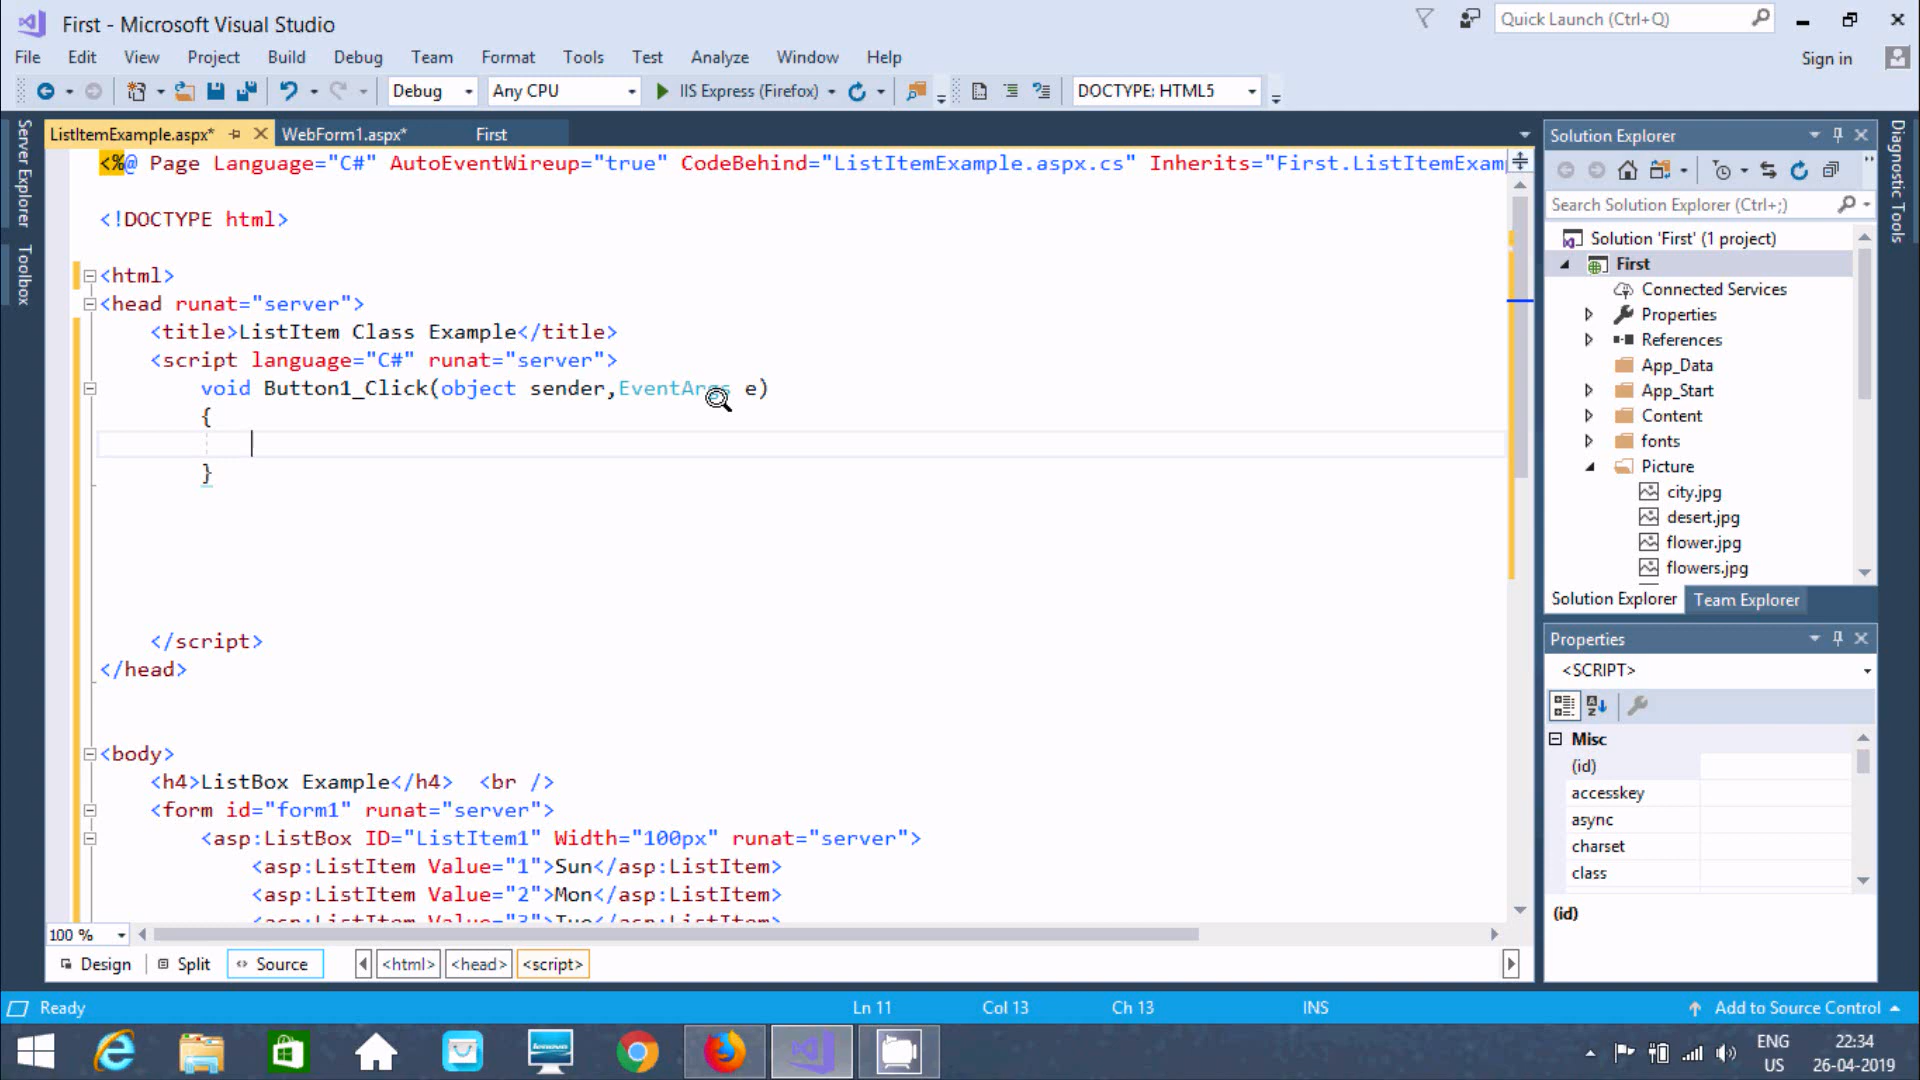 First - Microsoft Visual Studio
Quick Launch (Ctrl+Q)
File Edit View Project Build Debug Team Format Tools Test Analyze Window Help
Sign in
Debug Any CPU IIS Express (Firefox) DOCTYPE: HTML5
Server Explorer
Toolbox
ListItemExample.aspx* WebForm1.aspx* First
<%@ Page Language="C#" AutoEventWireup="true" CodeBehind="ListItemExample.aspx.cs" Inherits="First.ListItemExam
<!DOCTYPE html>
<html>
<head runat="server">
<title>ListItem Class Example</title>
<script language="C#" runat="server">
void Button1_Click(object sender,EventArgs e)
{
}
</script>
</head>
<body>
<h4>ListBox Example</h4> <br />
<form id="form1" runat="server">
<asp:ListBox ID="ListItem1" Width="100px" runat="server">
<asp:ListItem Value="1">Sun</asp:ListItem>
<asp:ListItem Value="2">Mon</asp:ListItem>
<asp:ListItem Value="3">Tue</asp:ListItem>
100 %
Design Split Source <html> <head> <script>
Solution Explorer
Search Solution Explorer (Ctrl+;)
Solution 'First' (1 project)
First
Connected Services
Properties
References
App_Data
App_Start
Content
fonts
Picture
city.jpg
desert.jpg
flower.jpg
flowers.jpg
Solution Explorer Team Explorer
Properties
<SCRIPT>
Misc
(id)
accesskey
async
charset
class
(id)
Diagnostic Tools
Ready Ln 11 Col 13 Ch 13 INS Add to Source Control
lenovo
ENG
US
22:34
26-04-2019